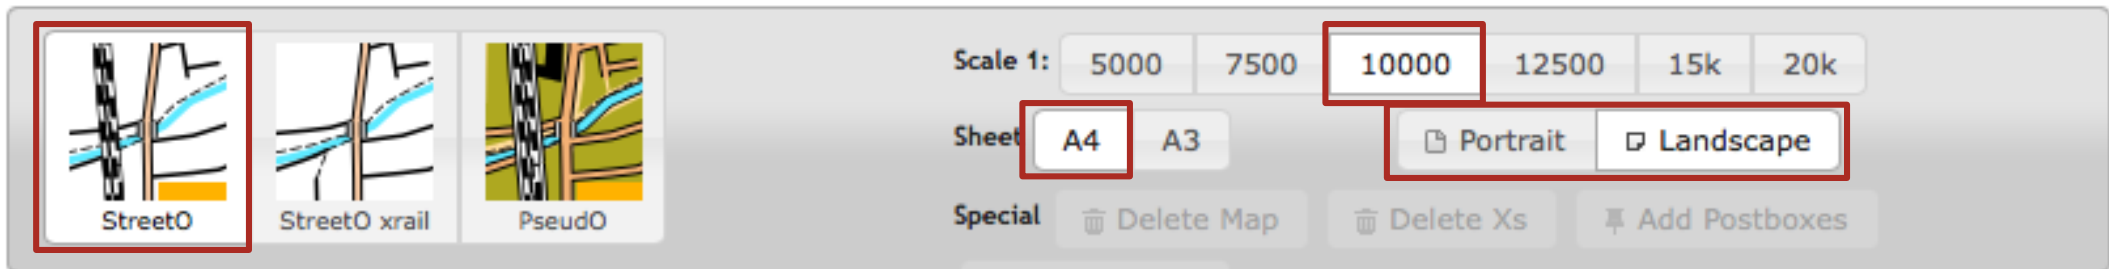 StreetO StreetO xrail PseudO
Scale 1: 5000 7500 10000 12500 15k 20k
Sheet A4 A3 Portrait Landscape
Special Delete Map Delete Xs Add Postboxes